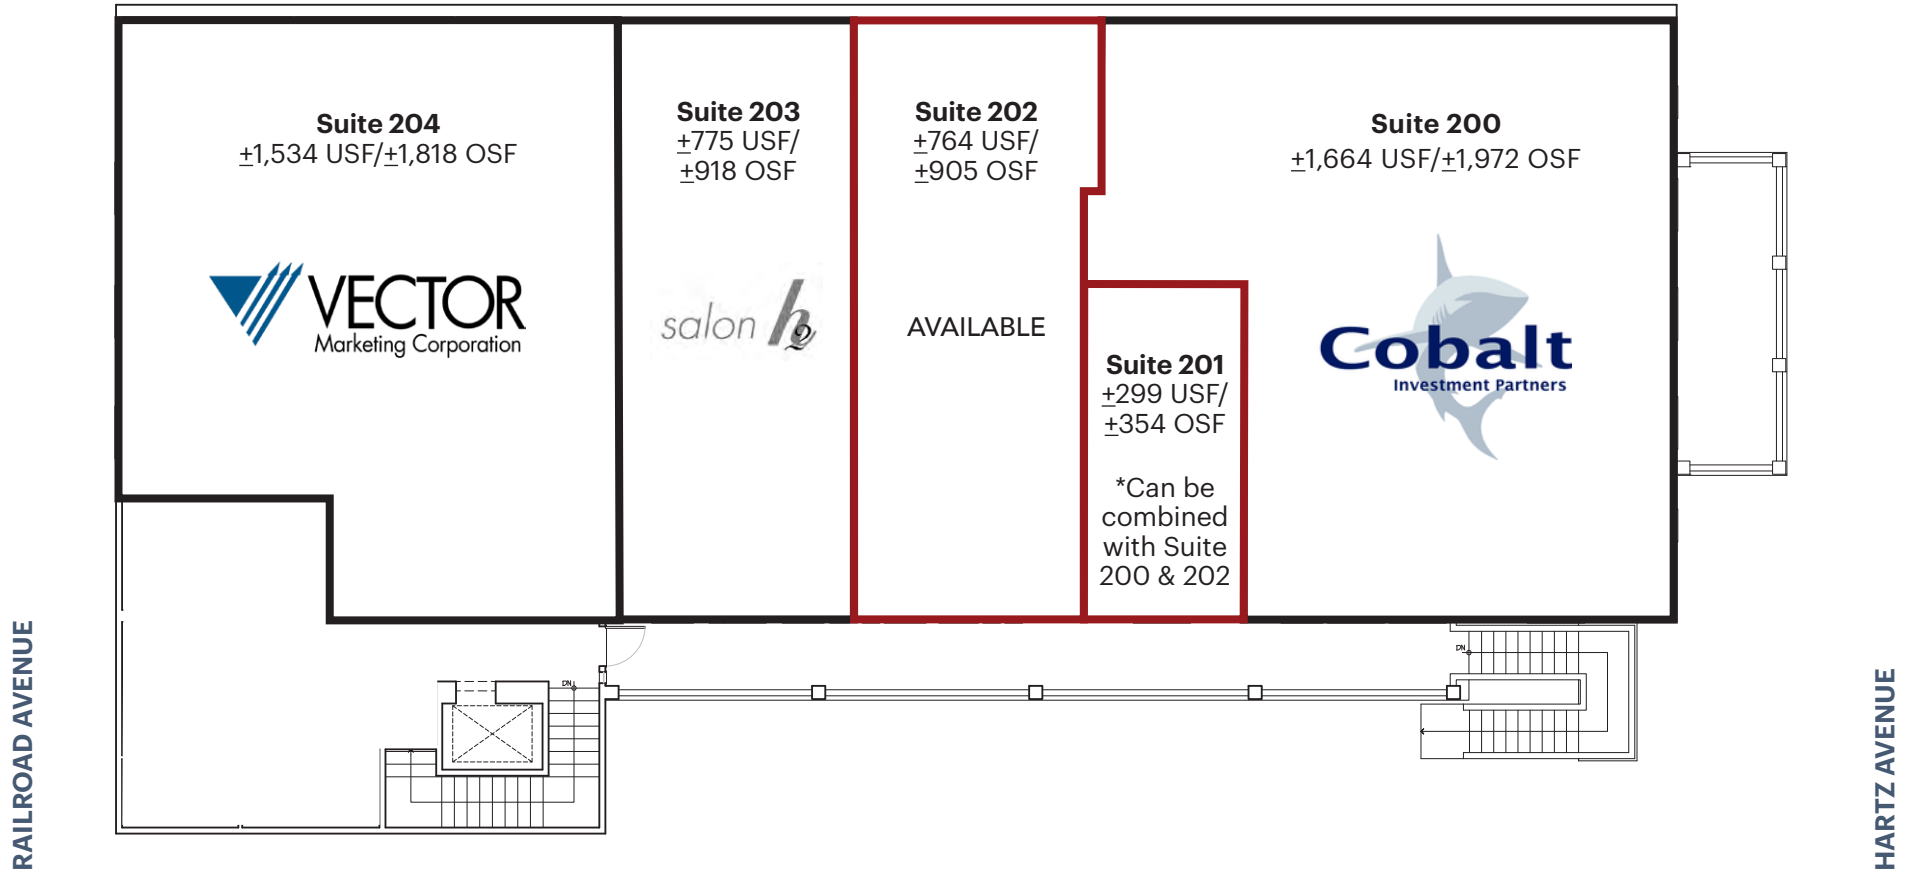 Suite 204
±1,534 USF/±1,818 OSF
VECTOR
Marketing Corporation
Suite 203
±775 USF/
±918 OSF
salon h2
Suite 202
±764 USF/
±905 OSF
AVAILABLE
Suite 201
±299 USF/
±354 OSF
*Can be
combined
with Suite
200 & 202
Suite 200
±1,664 USF/±1,972 OSF
Cobalt
Investment Partners
DN
DN
RAILROAD AVENUE
HARTZ AVENUE